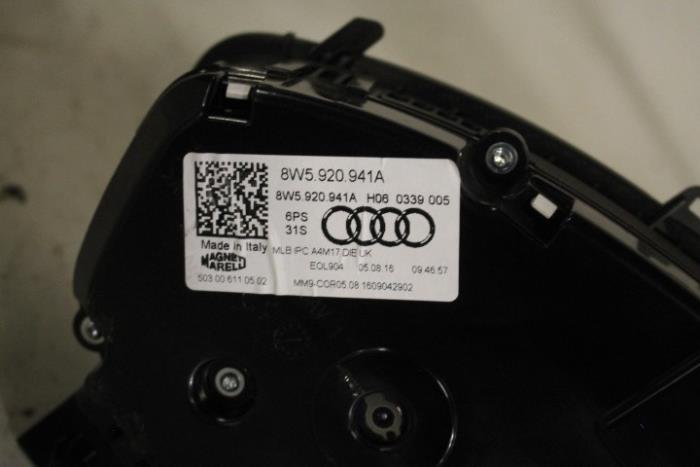 8W5.920.941A
8W5.920.941A H06 0339 005
6PS
31S
Made in Italy
MLB IPC A4M17 DIE UK
MAGNETI
MARELLI
EOL904 05.08.16 09:46:57
503 00 611 05 02
MM9-COR05.08 1609042902